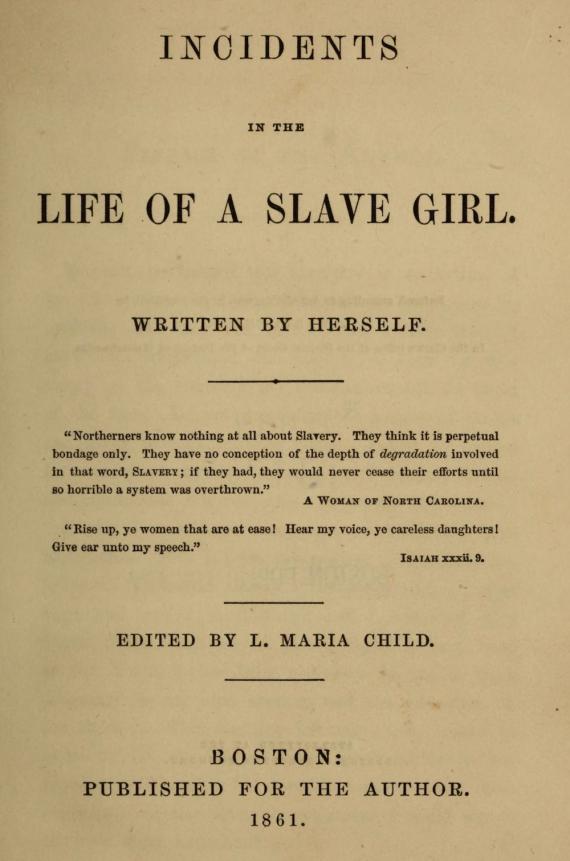 INCIDENTS
IN THE
LIFE OF A SLAVE GIRL.
WRITTEN BY HERSELF.
“Northerners know nothing at all about Slavery. They think it is perpetual
bondage only. They have no conception of the depth of degradation involved
in that word, SLAVERY; if they had, they would never cease their efforts until
so horrible a system was overthrown.”
A WOMAN OF NORTH CAROLINA.
“Rise up, ye women that are at ease! Hear my voice, ye careless daughters!
Give ear unto my speech.”
ISAIAH xxxii. 9.
EDITED BY L. MARIA CHILD.
BOSTON:
PUBLISHED FOR THE AUTHOR.
1861.